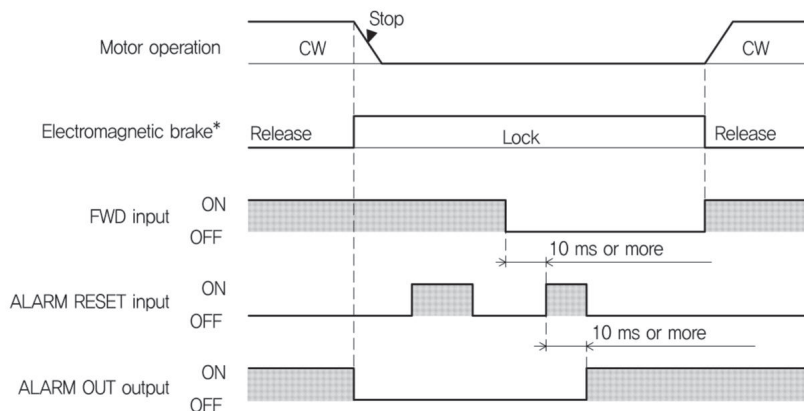 Stop
Motor operation
CW
CW
Electromagnetic brake*
Release
Lock
Release
FWD input
ON
OFF
10 ms or more
ALARM RESET input
ON
OFF
10 ms or more
ALARM OUT output
ON
OFF